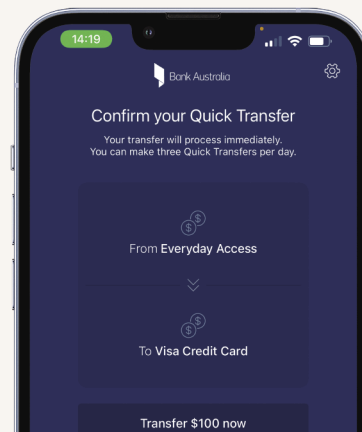 14:19
Bank Australia
Confirm your Quick Transfer
Your transfer will process immediately.
You can make three Quick Transfers per day.
From Everyday Access
To Visa Credit Card
Transfer $100 now